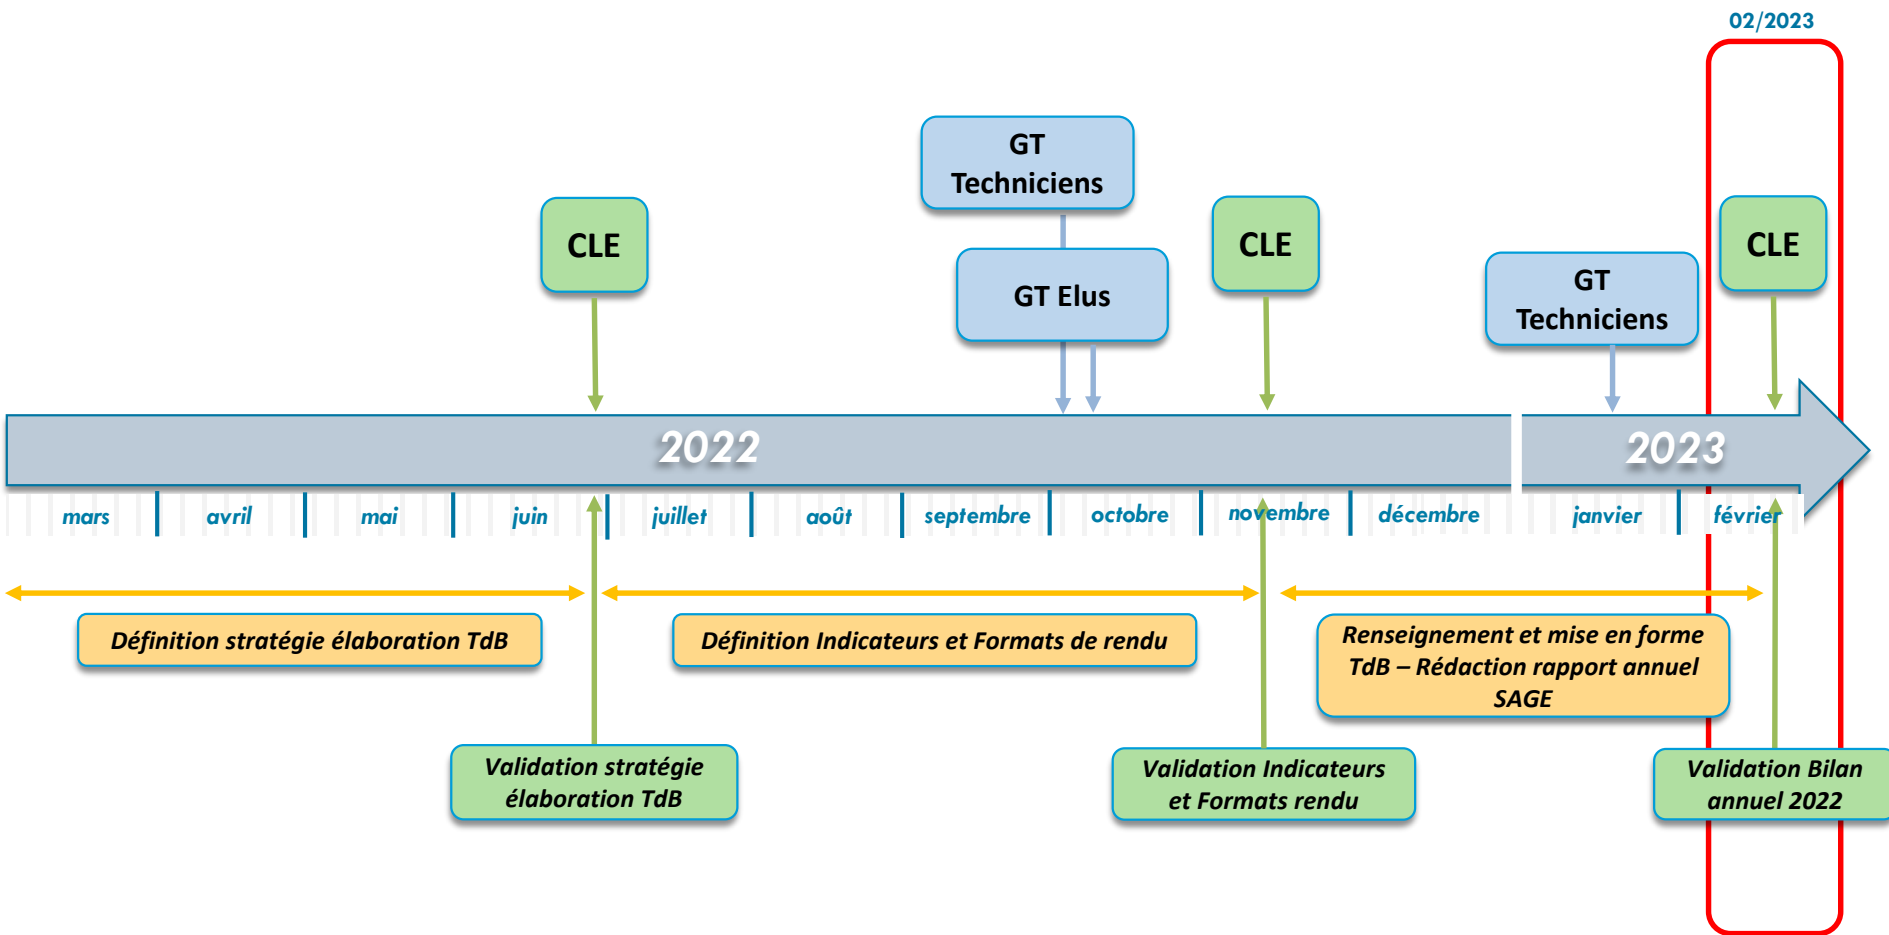 02/2023
GT
Techniciens
CLE
GT Elus
CLE
GT
Techniciens
CLE
2022
2023
mars
avril
mai
juin
juillet
août
septembre
octobre
novembre
décembre
janvier
février
Définition stratégie élaboration TdB
Définition Indicateurs et Formats de rendu
Renseignement et mise en forme
TdB – Rédaction rapport annuel
SAGE
Validation stratégie
élaboration TdB
Validation Indicateurs
et Formats rendu
Validation Bilan
annuel 2022